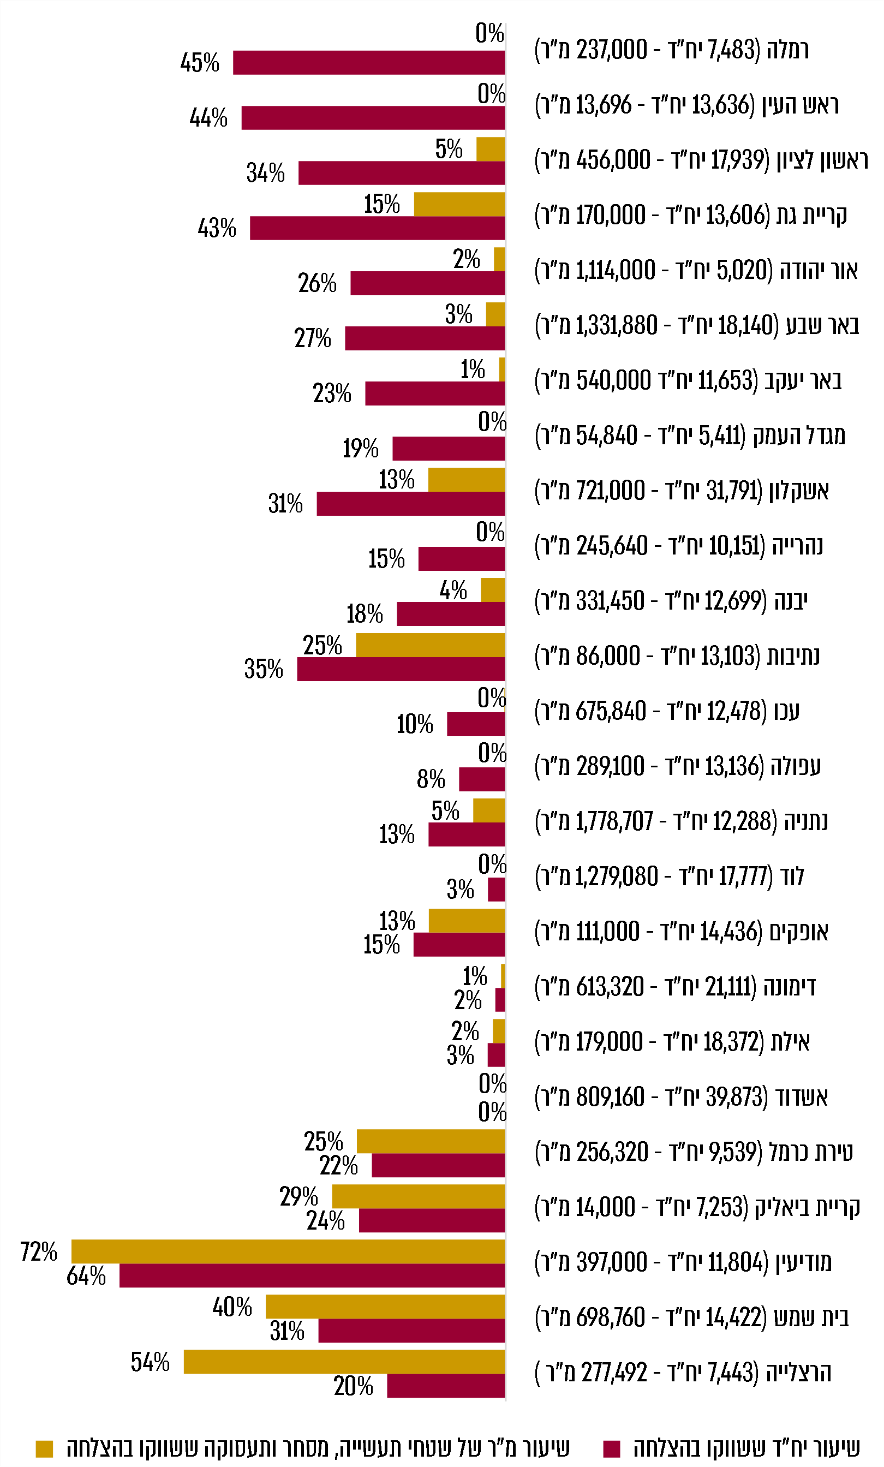 רמלה (7,483 יח"ד - 237,000 מ"ר) 0% 45%
ראש העין (13,636 יח"ד - 13,696 מ"ר) 0% 44%
ראשון לציון (17,939 יח"ד - 456,000 מ"ר) 5% 34%
קריית גת (13,606 יח"ד - 170,000 מ"ר) 15% 43%
אור יהודה (5,020 יח"ד - 1,114,000 מ"ר) 2% 26%
באר שבע (18,140 יח"ד - 1,331,880 מ"ר) 3% 27%
באר יעקב (11,653 יח"ד 540,000 מ"ר) 1% 23%
מגדל העמק (5,411 יח"ד - 54,840 מ"ר) 0% 19%
אשקלון (31,791 יח"ד - 721,000 מ"ר) 13% 31%
נהרייה (10,151 יח"ד - 245,640 מ"ר) 0% 15%
יבנה (12,699 יח"ד - 331,450 מ"ר) 4% 18%
נתיבות (13,103 יח"ד - 86,000 מ"ר) 25% 35%
עכו (12,478 יח"ד - 675,840 מ"ר) 0% 10%
עפולה (13,136 יח"ד - 289,100 מ"ר) 0% 8%
נתניה (12,288 יח"ד - 1,778,707 מ"ר) 5% 13%
לוד (17,777 יח"ד - 1,279,080 מ"ר) 0% 3%
אופקים (14,436 יח"ד - 111,000 מ"ר) 13% 15%
דימונה (21,111 יח"ד - 613,320 מ"ר) 1% 2%
אילת (18,372 יח"ד - 179,000 מ"ר) 2% 3%
אשדוד (39,873 יח"ד - 809,160 מ"ר) 0% 0%
טירת כרמל (9,539 יח"ד - 256,320 מ"ר) 25% 22%
קריית ביאליק (7,253 יח"ד - 14,000 מ"ר) 29% 24%
מודיעין (11,804 יח"ד - 397,000 מ"ר) 72% 64%
בית שמש (14,422 יח"ד - 698,760 מ"ר) 40% 31%
הרצלייה (7,443 יח"ד - 277,492 מ"ר ) 54% 20%
שיעור יח"ד ששווקו בהצלחה שיעור מ"ר של שטחי תעשייה, מסחר ותעסוקה ששווקו בהצלחה